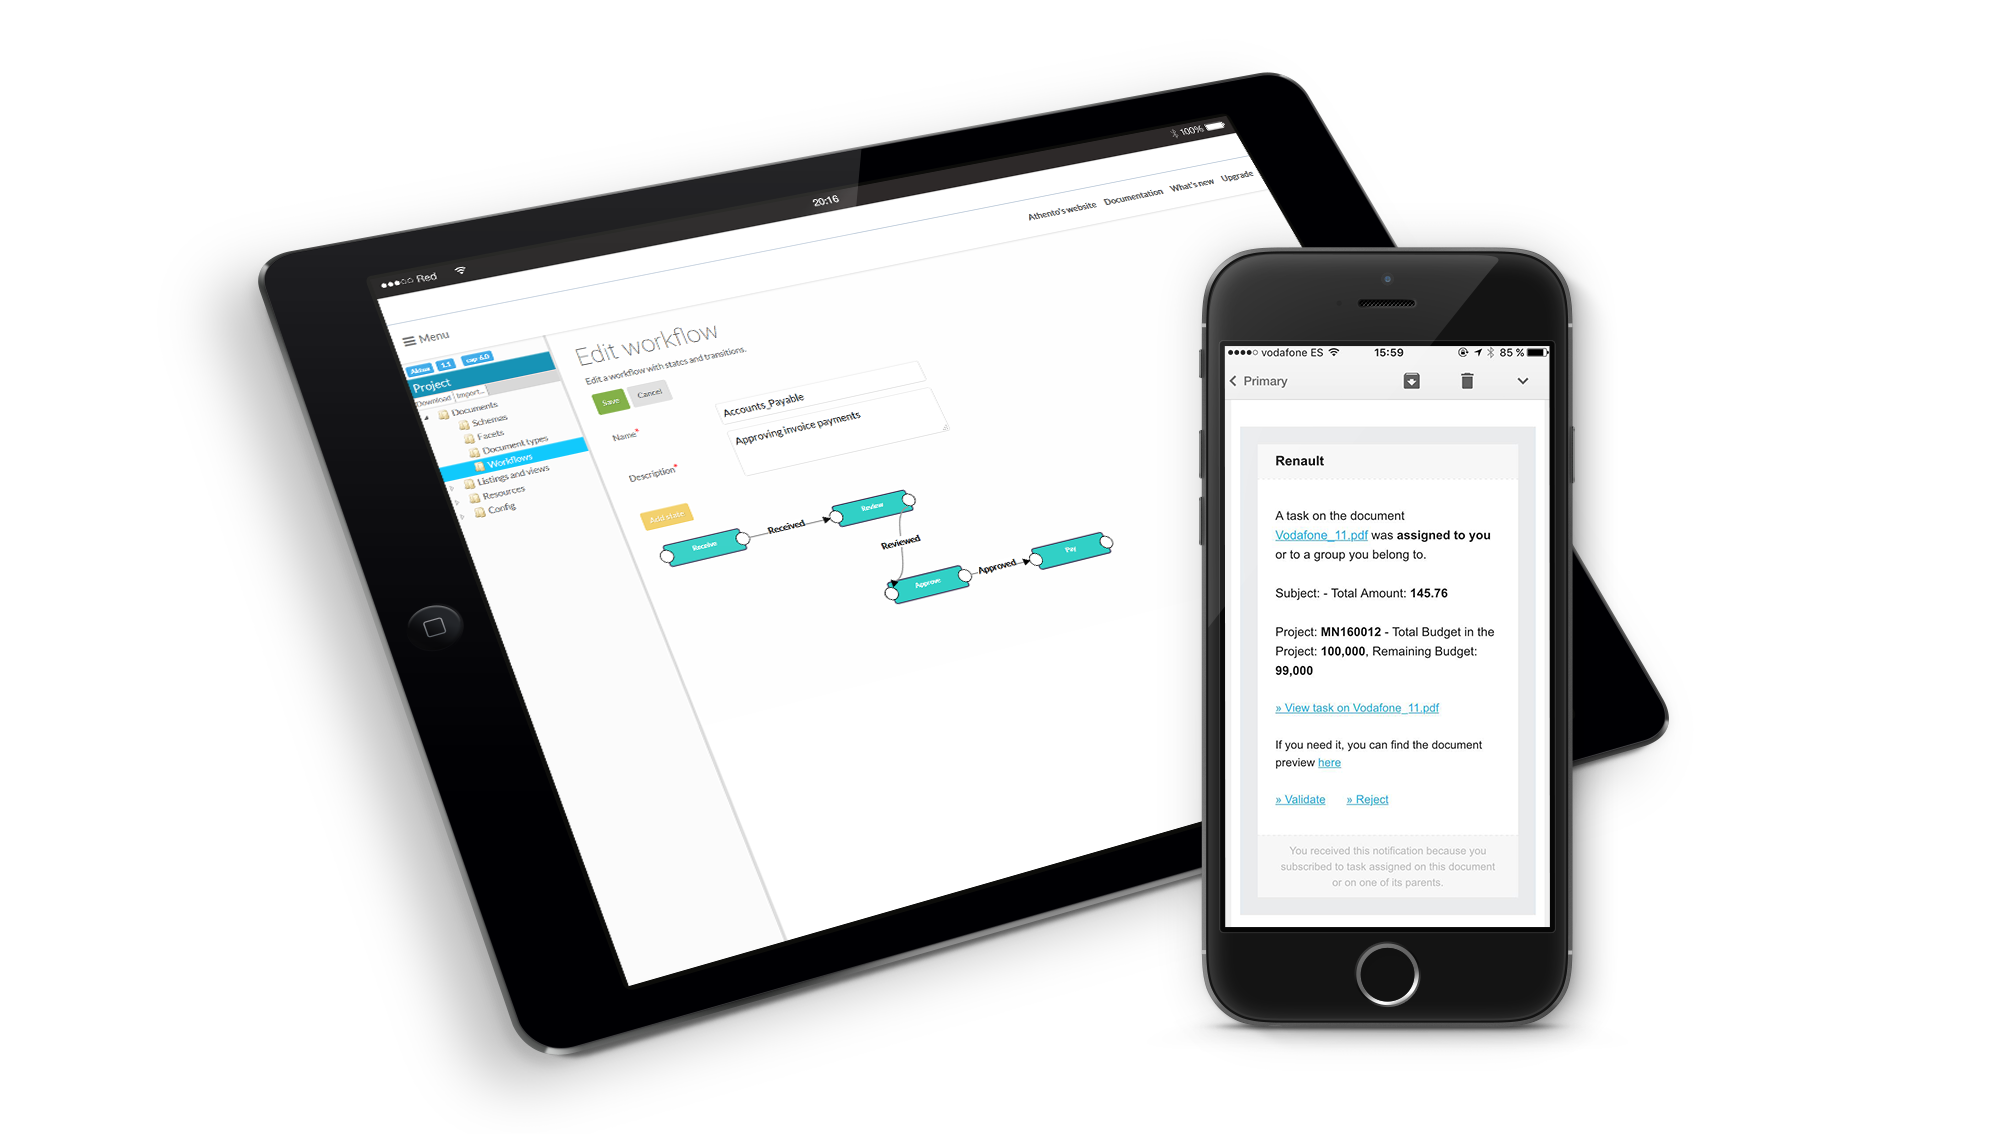 Red
20:16
100%
Athento's website Documentation What's new Upgrade
Menu
Aktua 1.1 cap 6.0
Project
Download Import...
Documents
Schemas
Facets
Document types
Workflows
Listings and views
Resources
Config
Edit workflow
Edit a workflow with states and transitions.
Save Cancel
Name* Accounts_Payable
Description* Approving invoice payments
Add state
Receive
Received
Review
Reviewed
Approve
Approved
Pay
vodafone ES 15:59 85 %
Primary
Renault
A task on the document
Vodafone_11.pdf was assigned to you
or to a group you belong to.
Subject: - Total Amount: 145.76
Project: MN160012 - Total Budget in the
Project: 100,000, Remaining Budget:
99,000
» View task on Vodafone_11.pdf
If you need it, you can find the document
preview here
» Validate » Reject
You received this notification because you
subscribed to task assigned on this document
or on one of its parents.